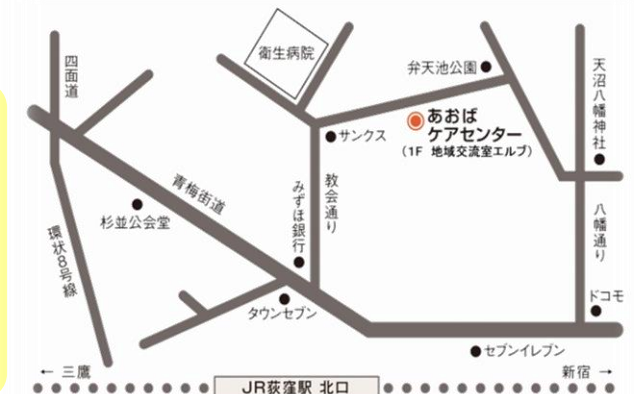 衛生病院
四面道
弁天池公園
天沼八幡神社
あおば
ケアセンター
（1F 地域交流室エルブ）
サンクス
教会通り
みずほ銀行
青梅街道
杉並公会堂
環状8号線
八幡通り
ドコモ
タウンセブン
セブンイレブン
← 三鷹
新宿 →
JR荻窪駅 北口